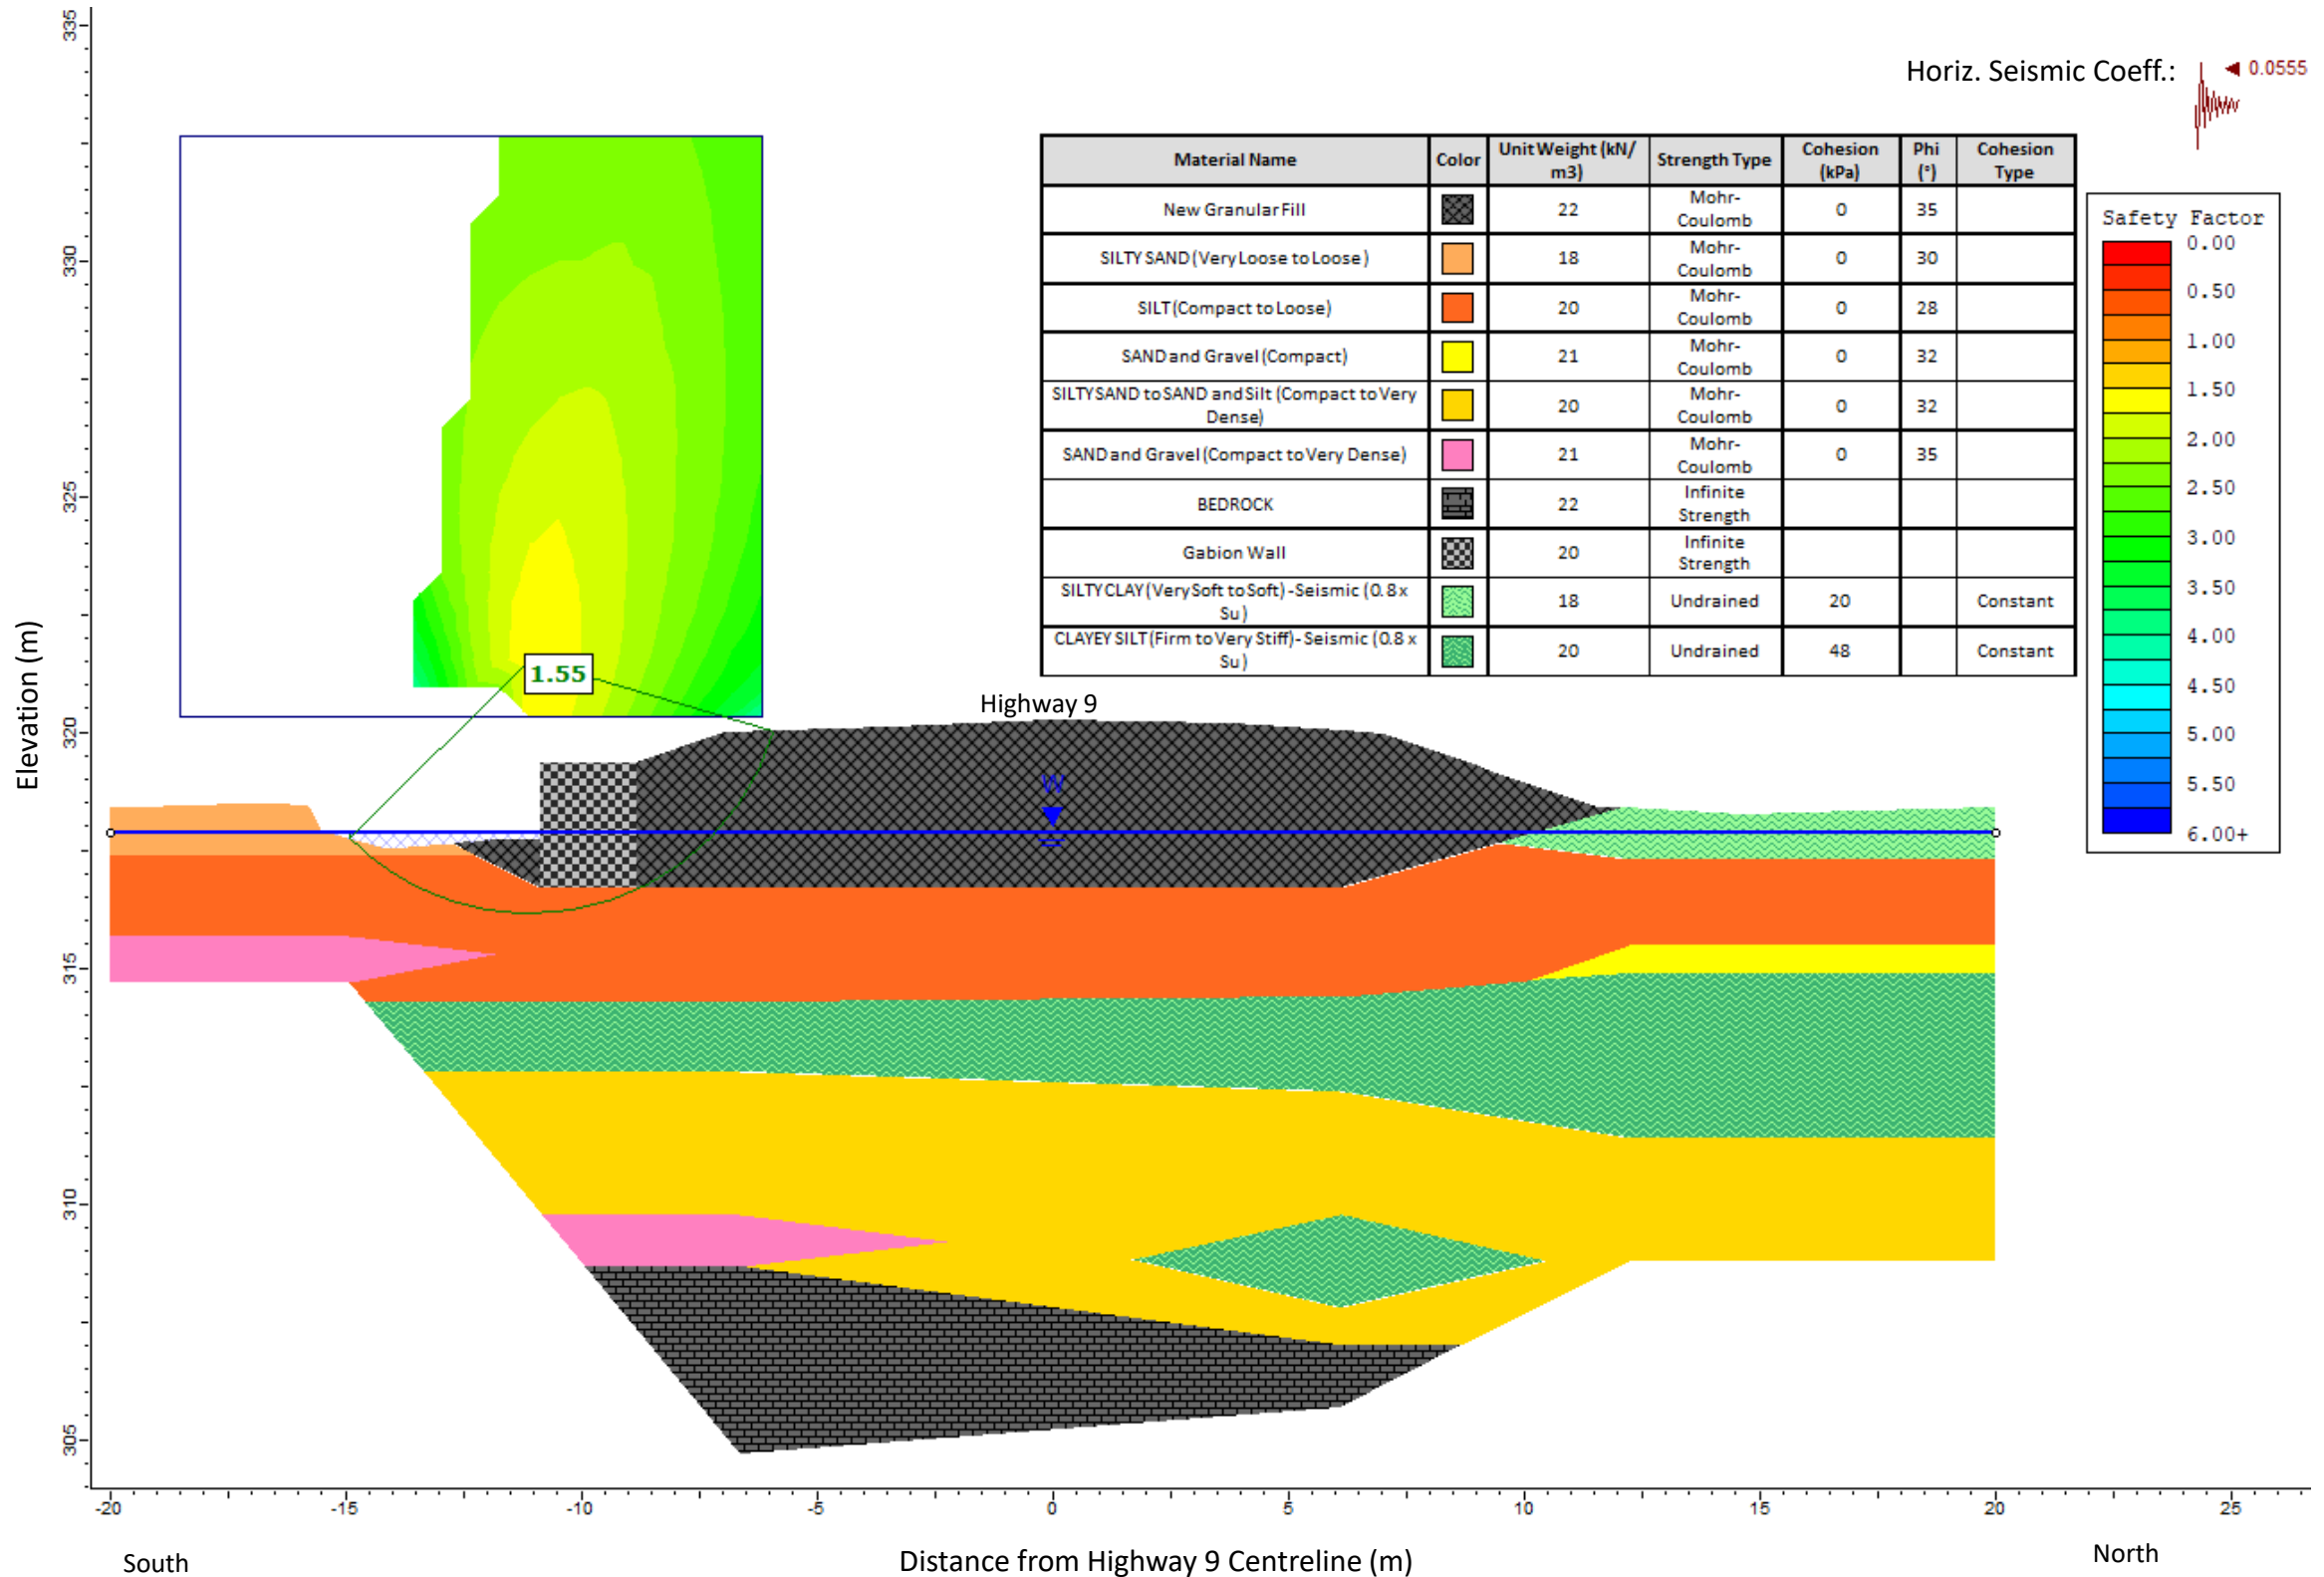 Horiz. Seismic Coeff.: 0.0555
Material Name Color Unit Weight (kN/ Strength Type Cohesion Phi Cohesion
m3) (kPa) (°) Type
New Granular Fill 22 Mohr- 0 35
Coulomb
SILTY SAND (Very Loose to Loose) 18 Mohr- 0 30
Coulomb
SILT (Compact to Loose) 20 Mohr- 0 28
Coulomb
SAND and Gravel (Compact) 21 Mohr- 0 32
Coulomb
SILTY SAND to SAND and Silt (Compact to Very 20 Mohr- 0 32
Dense) Coulomb
SAND and Gravel (Compact to Very Dense) 21 Mohr- 0 35
Coulomb
BEDROCK 22 Infinite
Strength
Gabion Wall 20 Infinite
Strength
SILTY CLAY (Very Soft to Soft) - Seismic (0.8 x 18 Undrained 20 Constant
Su)
CLAYEY SILT (Firm to Very Stiff) - Seismic (0.8 x 20 Undrained 48 Constant
Su)
Safety Factor
0.00
0.50
1.00
1.50
2.00
2.50
3.00
3.50
4.00
4.50
5.00
5.50
6.00+
1.55
Highway 9
W
Elevation (m)
335
330
325
320
315
310
305
-20 -15 -10 -5 0 5 10 15 20 25
South Distance from Highway 9 Centreline (m) North